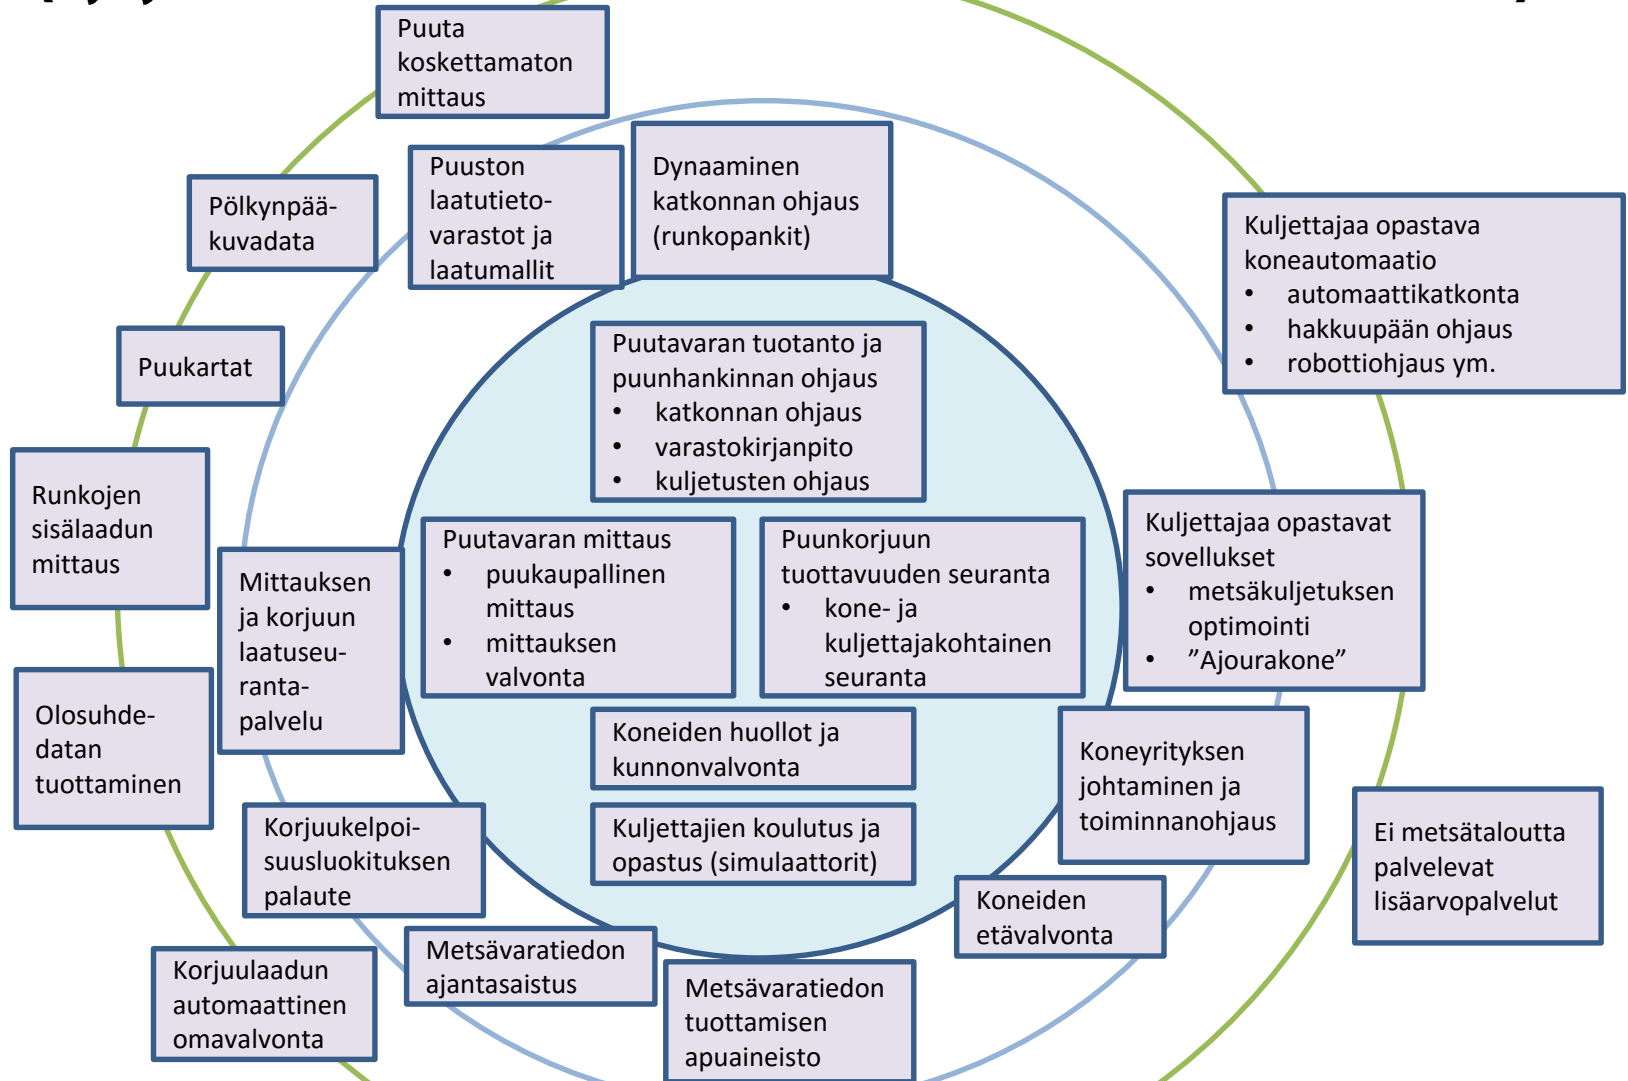 Puuta
koskettamaton
mittaus
Puuston
laatutieto-
varastot ja
laatumallit
Dynaaminen
katkonnan ohjaus
(runkopankit)
Pölkynpää-
kuvadata
Kuljettajaa opastava
koneautomaatio
• automaattikatkonta
• hakkuupään ohjaus
• robottiohjaus ym.
Puukartat
Puutavaran tuotanto ja
puunhankinnan ohjaus
• katkonnan ohjaus
• varastokirjanpito
• kuljetusten ohjaus
Runkojen
sisälaadun
mittaus
Mittauksen
ja korjuun
laatuseu-
ranta-
palvelu
Puutavaran mittaus
• puukaupallinen
mittaus
• mittauksen
valvonta
Puunkorjuun
tuottavuuden seuranta
• kone- ja
kuljettajakohtainen
seuranta
Kuljettajaa opastavat
sovellukset
• metsäkuljetuksen
optimointi
• ”Ajourakone”
Olosuhde-
datan
tuottaminen
Koneiden huollot ja
kunnonvalvonta
Koneyrityksen
johtaminen ja
toiminnanohjaus
Korjuukelpoi-
suusluokituksen
palaute
Kuljettajien koulutus ja
opastus (simulaattorit)
Ei metsätaloutta
palvelevat
lisäarvopalvelut
Koneiden
etävalvonta
Metsävaratiedon
ajantasaistus
Korjuulaadun
automaattinen
omavalvonta
Metsävaratiedon
tuottamisen
apuaineisto